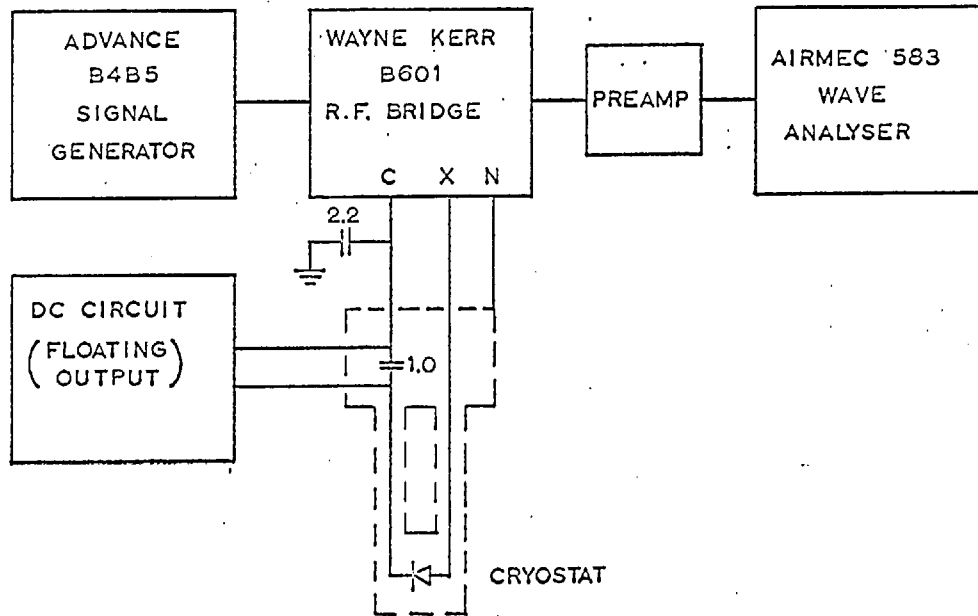 ADVANCE
B4B5
SIGNAL
GENERATOR
WAYNE KERR
B601
R.F. BRIDGE
C X N
PREAMP
AIRMEC 583
WAVE
ANALYSER
2.2
DC CIRCUIT
(FLOATING
OUTPUT)
1.0
CRYOSTAT